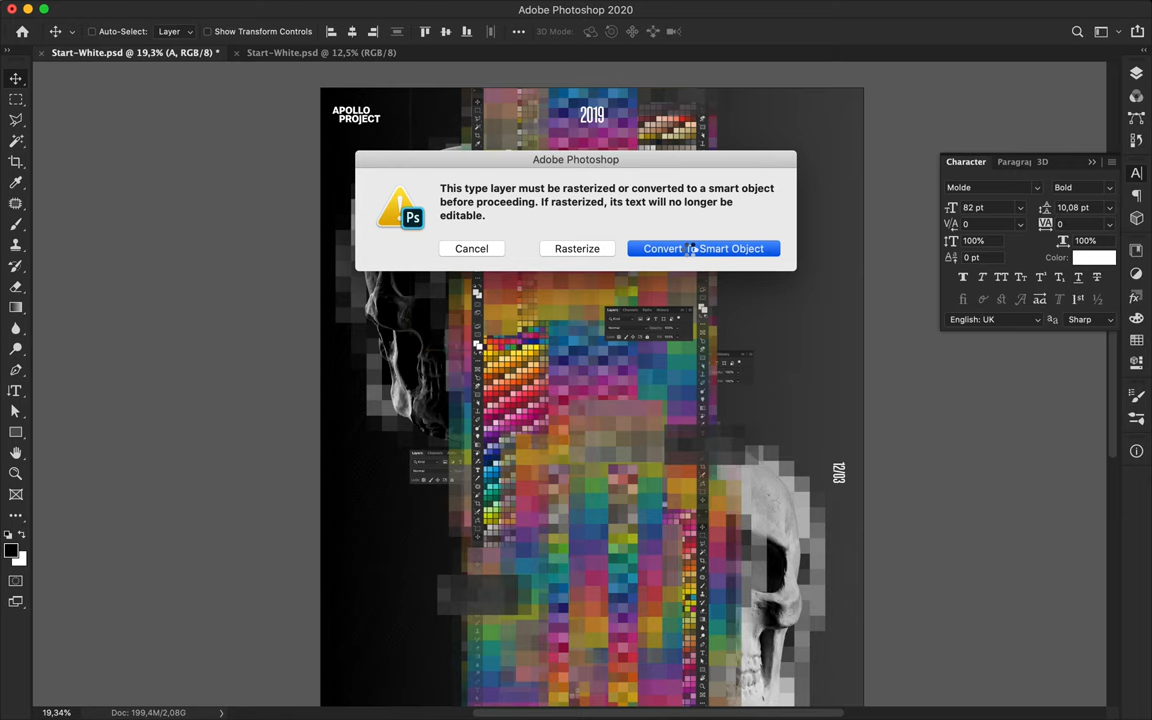 Adobe Photoshop 2020
Auto-Select:
Layer
Show Transform Controls
3D Mode:
Start-White.psd @ 19,3% (A, RGB/8) *
Start-White.psd @ 12,5% (RGB/8)
APOLLO
PROJECT
2019
Adobe Photoshop
This type layer must be rasterized or converted to a smart object
before proceeding. If rasterized, its text will no longer be
editable.
Ps
Cancel
Rasterize
Convert to Smart Object
Character
Paragraj
3D
Molde
Bold
82 pt
10,08 pt
0
0
100%
100%
0 pt
Color:
English: UK
Sharp
12/03
19,34%
Doc: 199,4M/2,08G